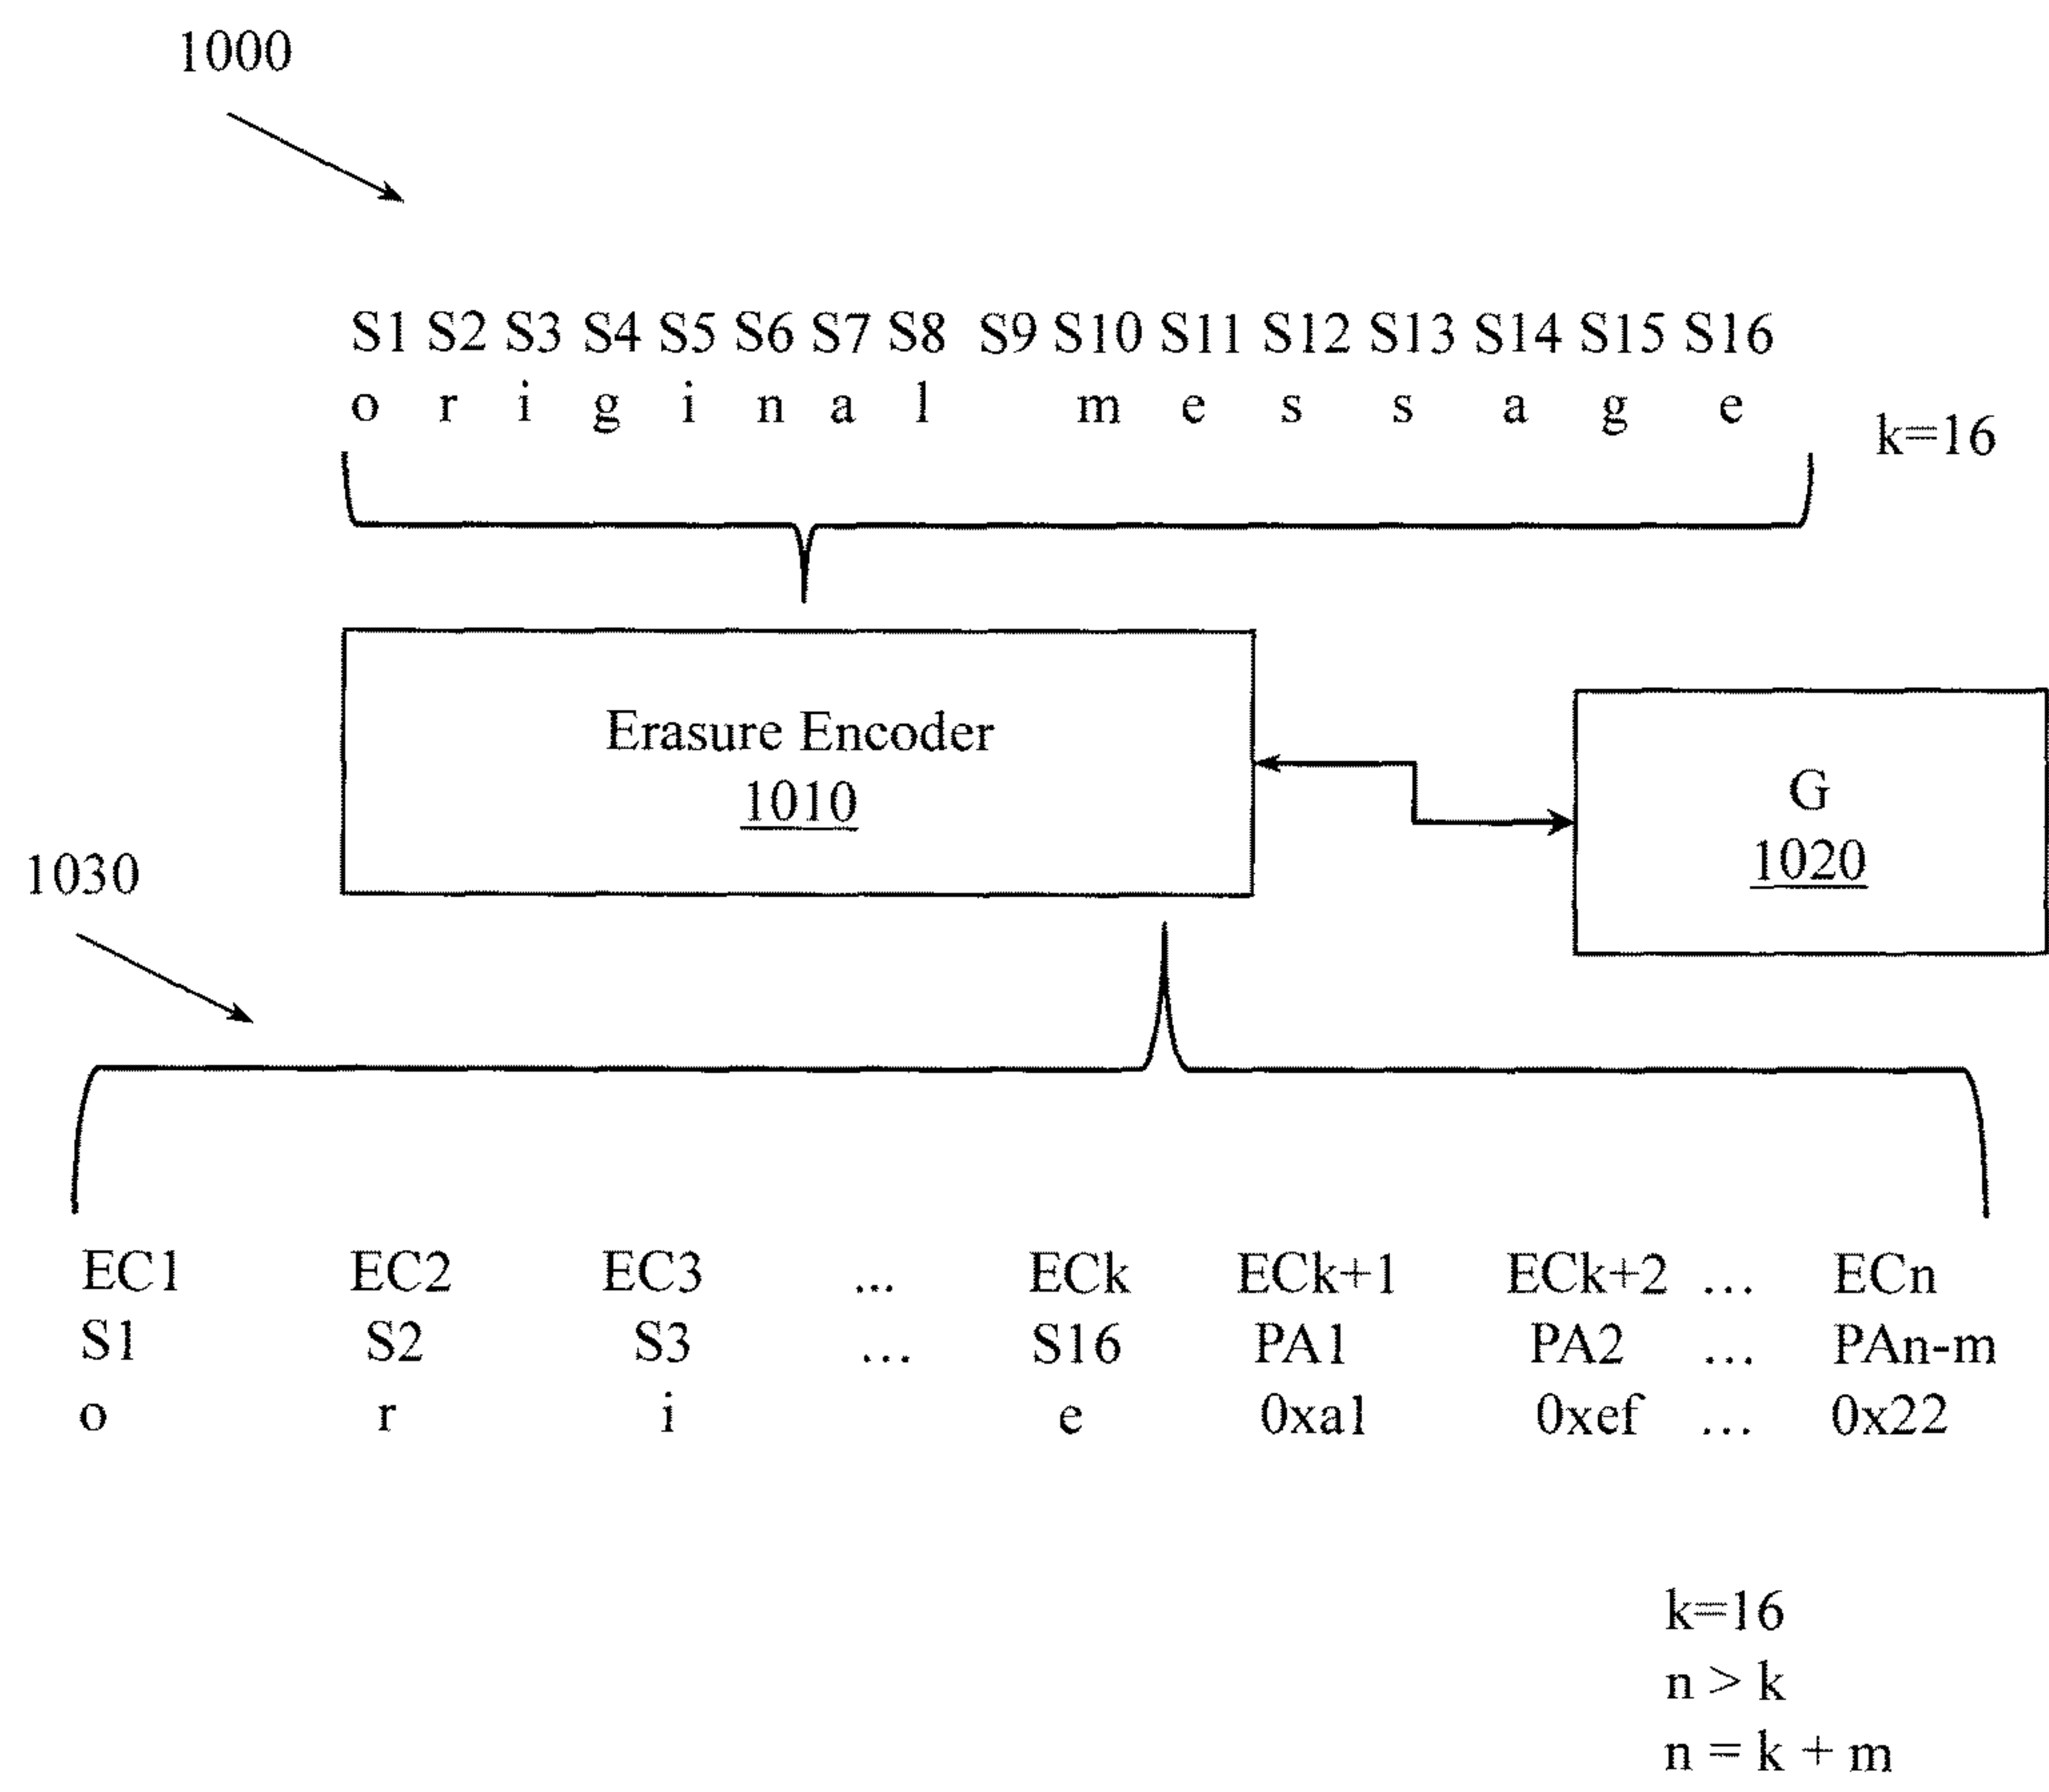 1000
S1 S2 S3 S4 S5 S6 S7 S8 S9 S10 S11 S12 S13 S14 S15 S16
o r i g i n a l m e s s a g e
k=16
Erasure Encoder
1010
G
1020
1030
EC1 EC2 EC3 ... ECk ECk+1 ECk+2 ... ECn
S1 S2 S3 ... S16 PA1 PA2 ... PAn-m
o r i e 0xa1 0xef ... 0x22
k=16
n > k
n = k + m